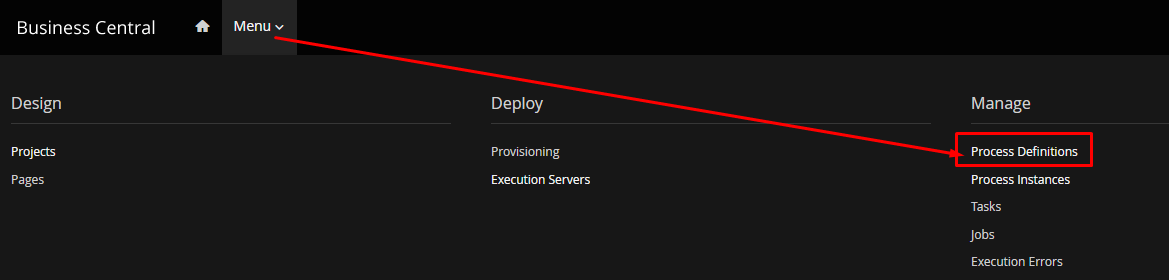 Business Central
Menu
Design
Projects
Pages
Deploy
Provisioning
Execution Servers
Manage
Process Definitions
Process Instances
Tasks
Jobs
Execution Errors